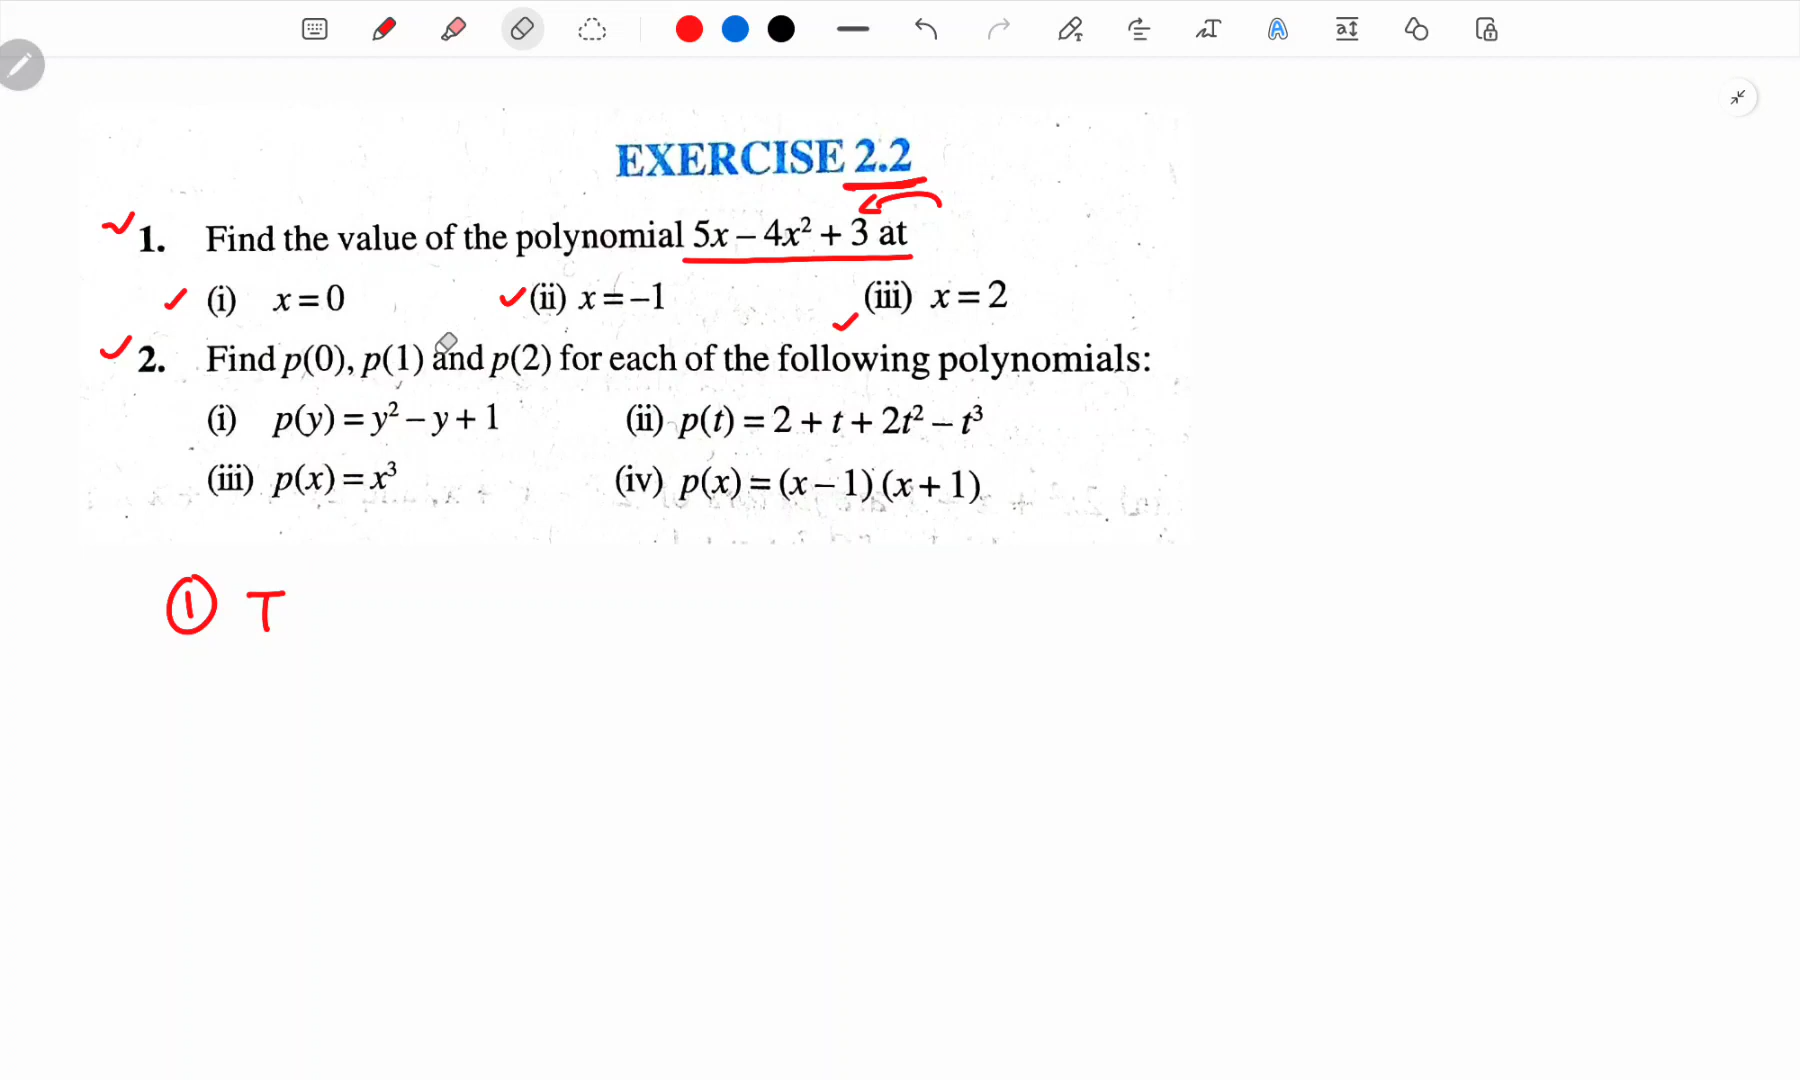 EXERCISE 2.2
1. Find the value of the polynomial 5x – 4x² + 3 at
(i) x = 0 (ii) x = –1 (iii) x = 2
2. Find p(0), p(1) and p(2) for each of the following polynomials:
(i) p(y) = y² – y + 1 (ii) p(t) = 2 + t + 2t² – t³
(iii) p(x) = x³ (iv) p(x) = (x – 1) (x + 1)
① T